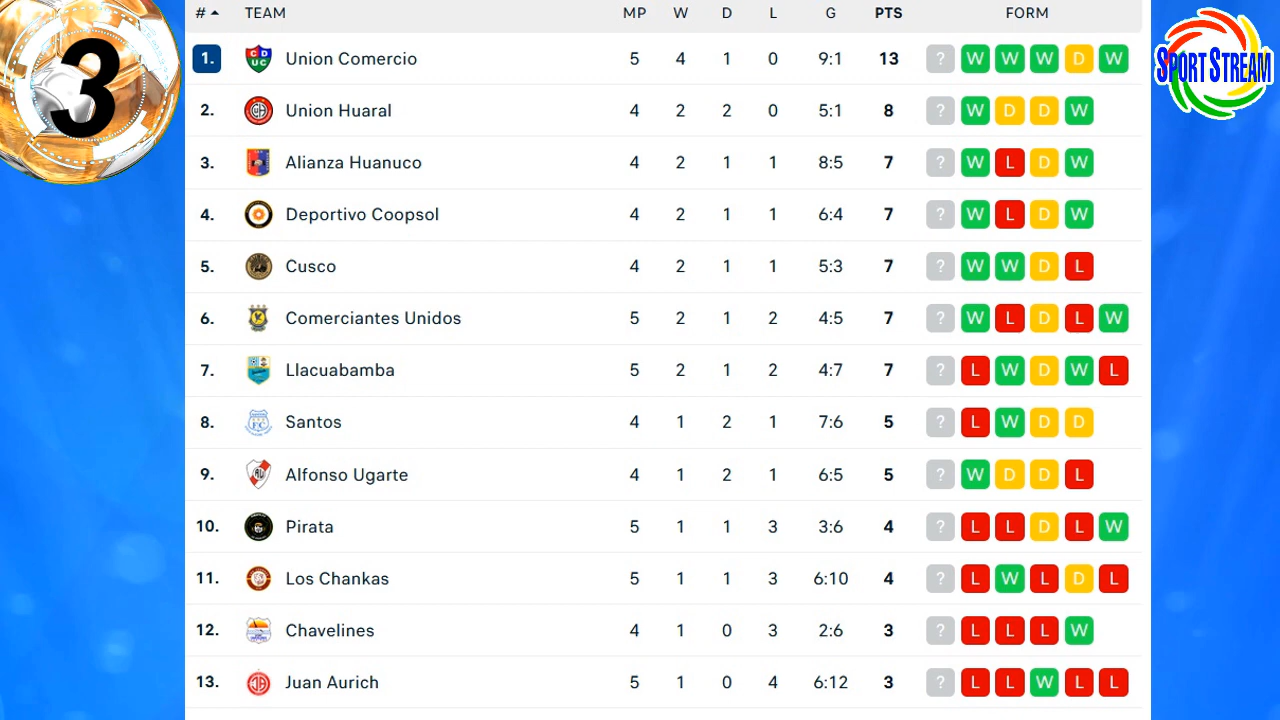 3
# TEAM MP W D L G PTS FORM
SPORT STREAM
1. Union Comercio 5 4 1 0 9:1 13 ? W W W D W
2. Union Huaral 4 2 2 0 5:1 8 ? W D D W
3. Alianza Huanuco 4 2 1 1 8:5 7 ? W L D W
4. Deportivo Coopsol 4 2 1 1 6:4 7 ? W L D W
5. Cusco 4 2 1 1 5:3 7 ? W W D L
6. Comerciantes Unidos 5 2 1 2 4:5 7 ? W L D L W
7. Llacuabamba 5 2 1 2 4:7 7 ? L W D W L
8. Santos 4 1 2 1 7:6 5 ? L W D D
9. Alfonso Ugarte 4 1 2 1 6:5 5 ? W D D L
10. Pirata 5 1 1 3 3:6 4 ? L L D L W
11. Los Chankas 5 1 1 3 6:10 4 ? L W L D L
12. Chavelines 4 1 0 3 2:6 3 ? L L L W
13. Juan Aurich 5 1 0 4 6:12 3 ? L L W L L